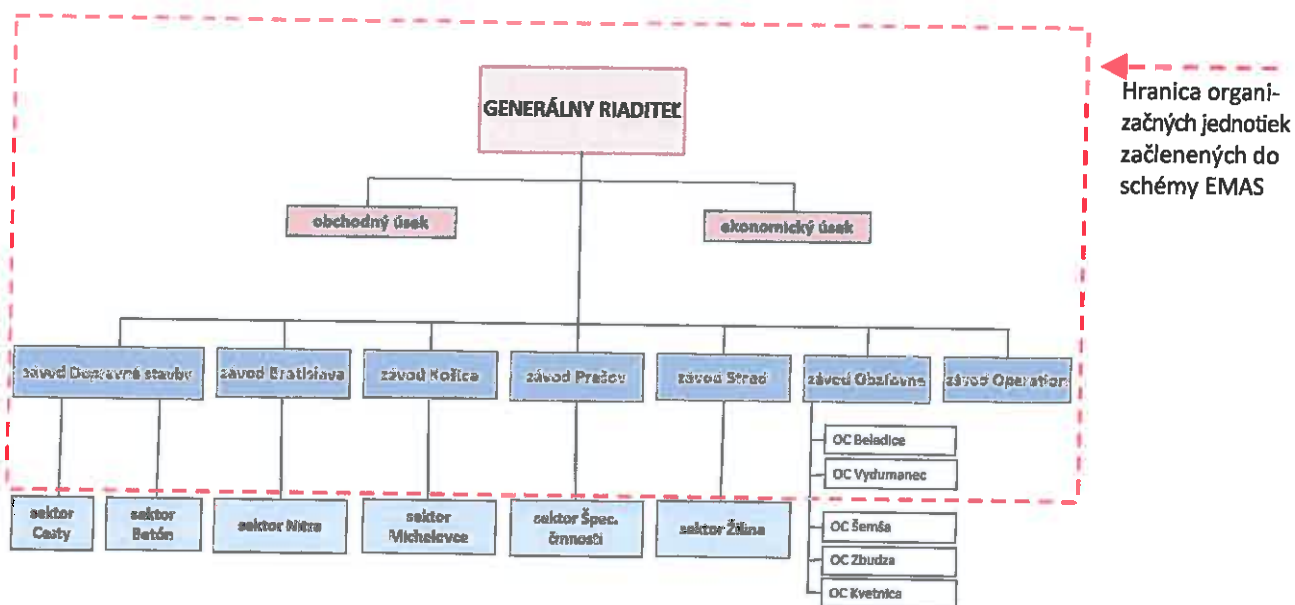 GENERÁLNY RIADITEĽ
Hranica organi-
začných jednotiek
začlenených do
schémy EMAS
obchodný úsek
ekonomický úsek
závod Dopravné stavby
závod Bratislava
závod Košice
závod Prešov
závod Stred
závod Obaľovne
závod Operation
OC Beladice
OC Vydumanec
sektor
Cesty
sektor
Betón
sektor Nitra
sektor
Michalovce
sektor Špec.
činnosti
sektor Žilina
OC Šemša
OC Zbudza
OC Kvetnica